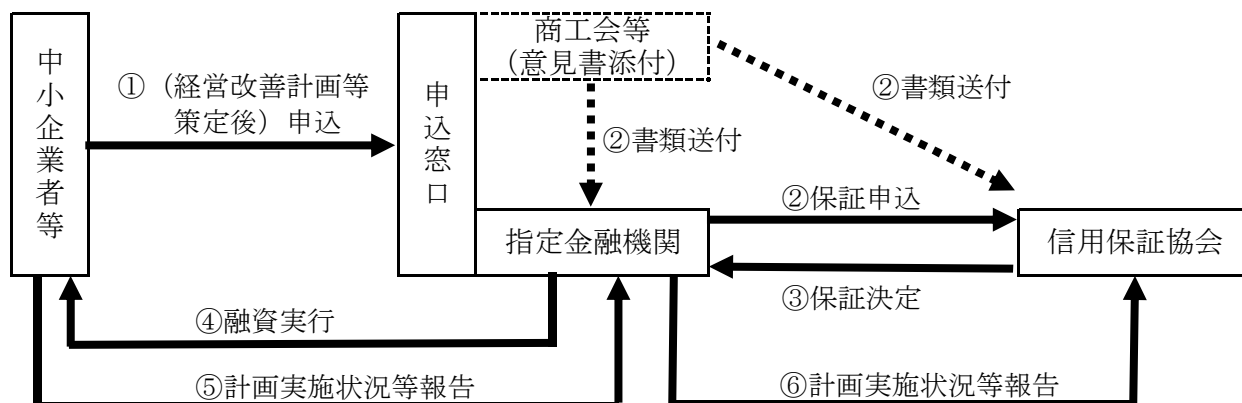 中小企業者等
①（経営改善計画等
策定後）申込
申込窓口
商工会等
（意見書添付）
②書類送付
②書類送付
指定金融機関
②保証申込
信用保証協会
③保証決定
④融資実行
⑤計画実施状況等報告
⑥計画実施状況等報告